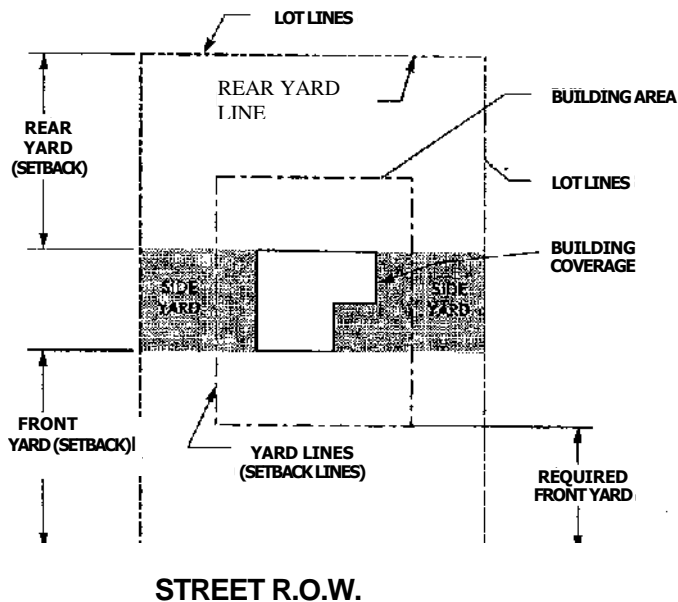 LOT LINES
REAR YARD
LINE
BUILDING AREA
REAR
YARD
(SETBACK)
LOT LINES
BUILDING
COVERAGE
SIDE
YARD
SIDE
YARD
FRONT
YARD (SETBACK)
YARD LINES
(SETBACK LINES)
REQUIRED
FRONT YARD
STREET R.O.W.